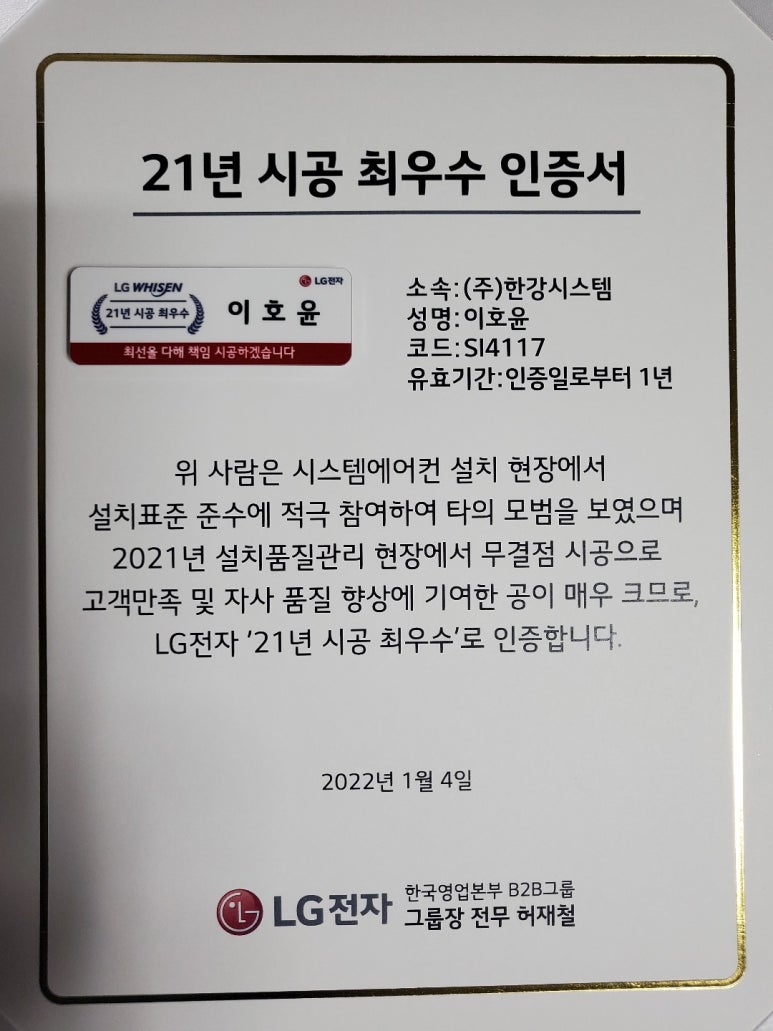 21년 시공 최우수 인증서
LG WHISEN
21년 시공 최우수
LG전자
이호윤
최선을 다해 책임 시공하겠습니다
소속:(주)한강시스템
성명:이호윤
코드:SI4117
유효기간:인증일로부터 1년
위 사람은 시스템에어컨 설치 현장에서
설치표준 준수에 적극 참여하여 타의 모범을 보였으며
2021년 설치품질관리 현장에서 무결점 시공으로
고객만족 및 자사 품질 향상에 기여한 공이 매우 크므로,
LG전자 '21년 시공 최우수'로 인증합니다.
2022년 1월 4일
LG전자
한국영업본부 B2B그룹
그룹장 전무 허재철